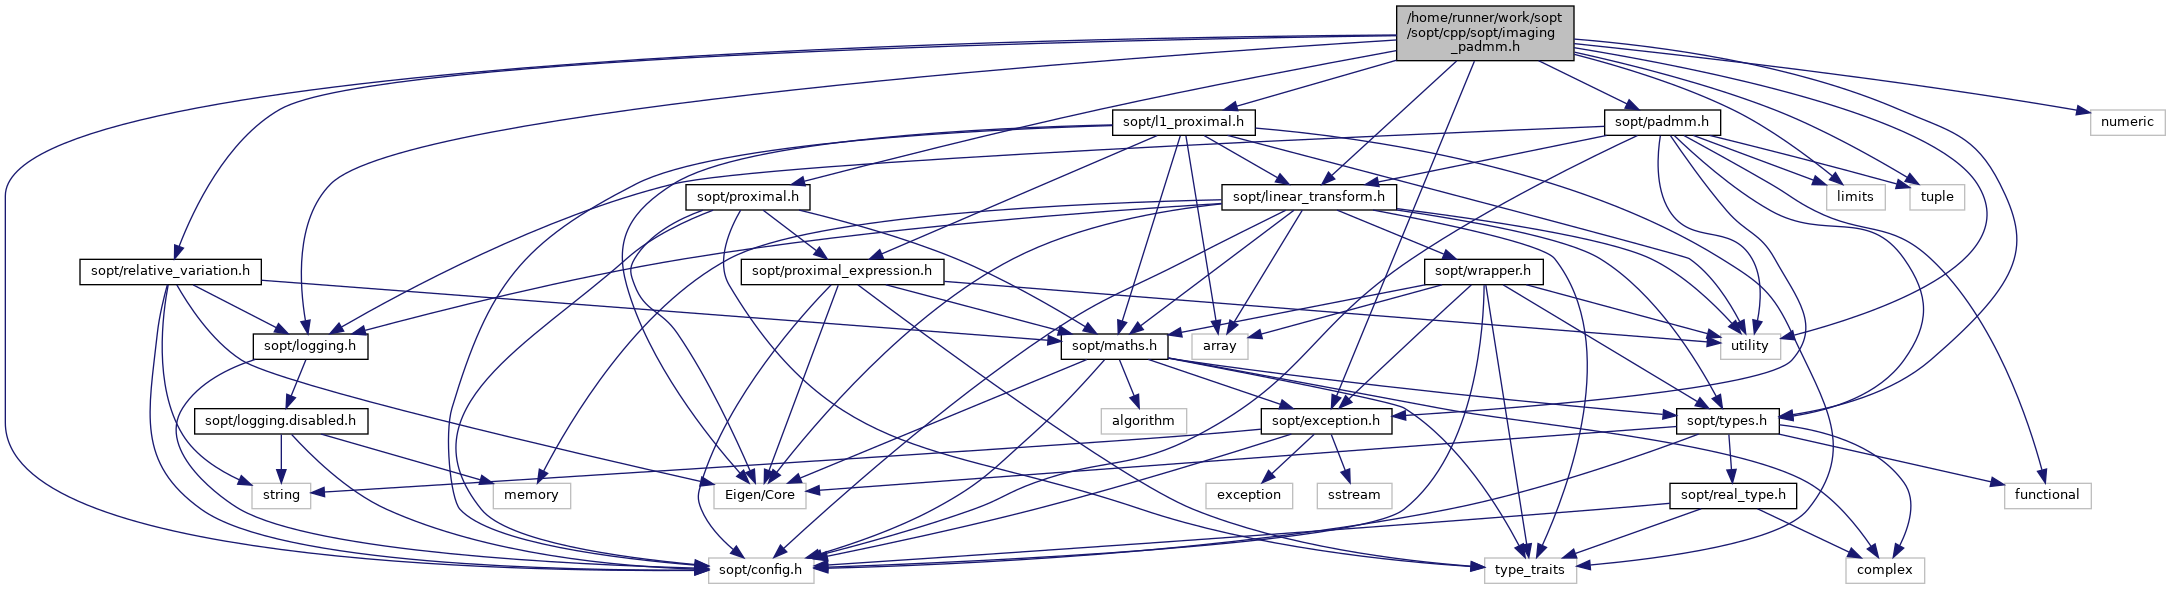 /home/runner/work/sopt
/sopt/cpp/sopt/imaging
_padmm.h
sopt/l1_proximal.h
sopt/padmm.h
numeric
sopt/proximal.h
sopt/linear_transform.h
limits
tuple
sopt/relative_variation.h
sopt/proximal_expression.h
sopt/wrapper.h
sopt/logging.h
sopt/maths.h
array
utility
sopt/logging.disabled.h
algorithm
sopt/exception.h
sopt/types.h
string
memory
Eigen/Core
exception
sstream
sopt/real_type.h
functional
sopt/config.h
type_traits
complex